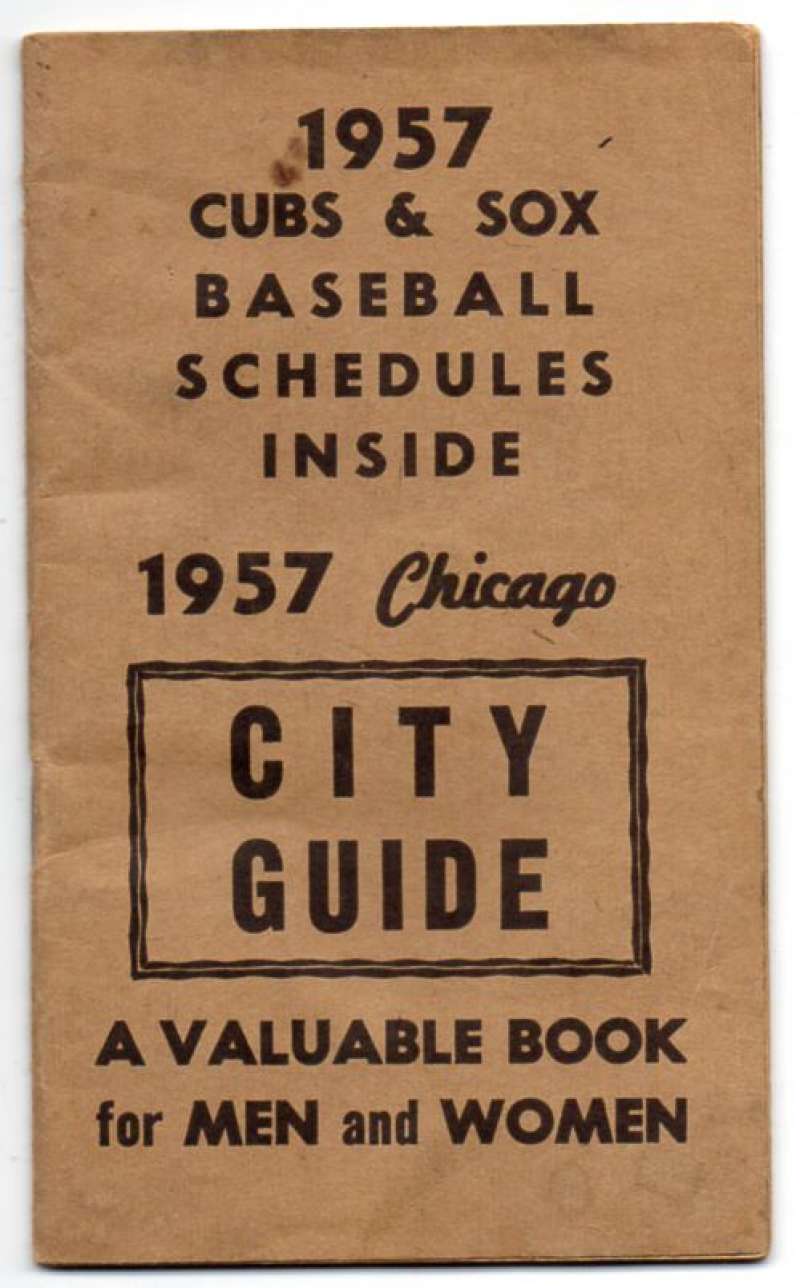 1957
CUBS & SOX
BASEBALL
SCHEDULES
INSIDE
1957 Chicago
CITY
GUIDE
A VALUABLE BOOK
for MEN and WOMEN